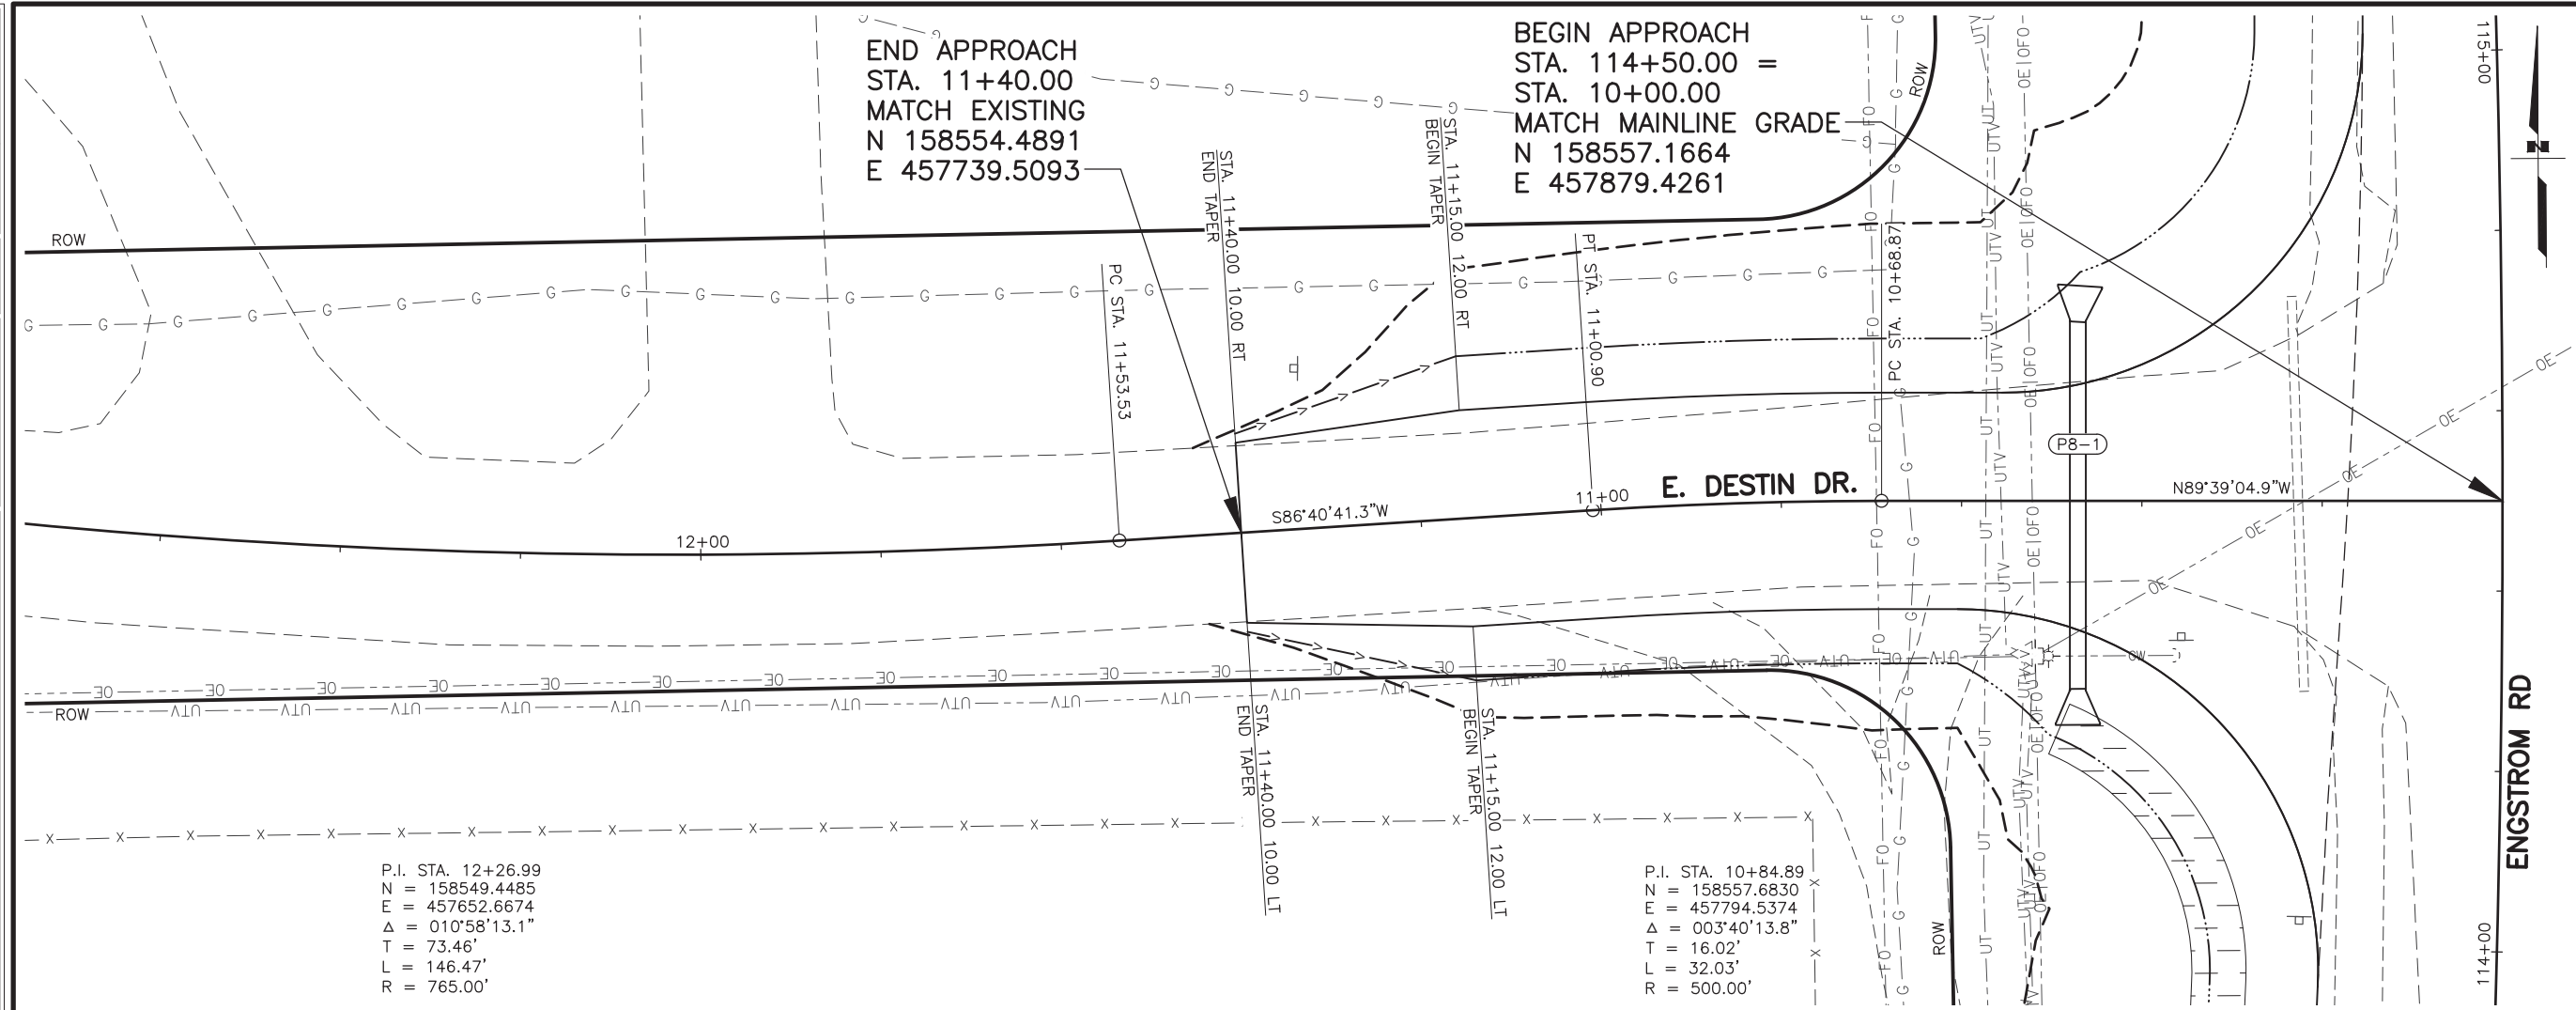 END APPROACH
STA. 11+40.00
MATCH EXISTING
N 158554.4891
E 457739.5093
BEGIN APPROACH
STA. 114+50.00 =
STA. 10+00.00
MATCH MAINLINE GRADE
N 158557.1664
E 457879.4261
115+00
N
ROW
ROW
STA. 11+40.00 10.00 RT
END TAPER
STA. 11+15.00 12.00 RT
BEGIN TAPER
PC STA. 11+53.53
PT STA. 11+00.90
PC STA. 10+68.87
P8-1
E. DESTIN DR.
N89°39'04.9"W
S86°40'41.3"W
11+00
12+00
ROW
STA. 11+40.00 10.00 LT
END TAPER
STA. 11+15.00 12.00 LT
BEGIN TAPER
GW
ENGSTROM RD
ROW
114+00
P.I. STA. 12+26.99
N = 158549.4485
E = 457652.6674
Δ = 010°58'13.1"
T = 73.46'
L = 146.47'
R = 765.00'
P.I. STA. 10+84.89
N = 158557.6830
E = 457794.5374
Δ = 003°40'13.8"
T = 16.02'
L = 32.03'
R = 500.00'